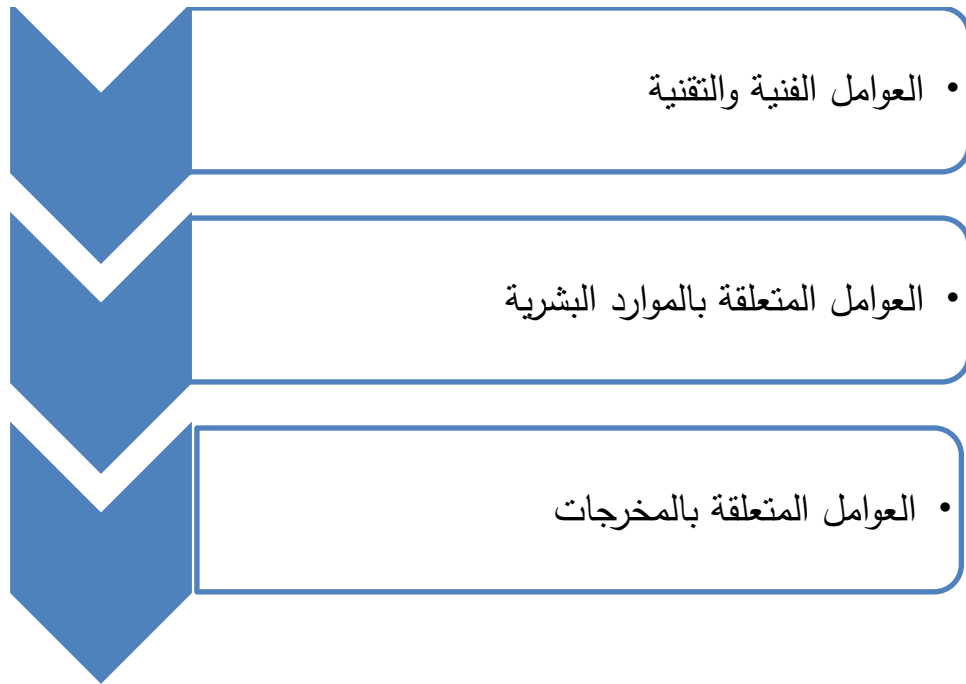 • العوامل الفنية والتقنية
• العوامل المتعلقة بالموارد البشرية
• العوامل المتعلقة بالمخرجات